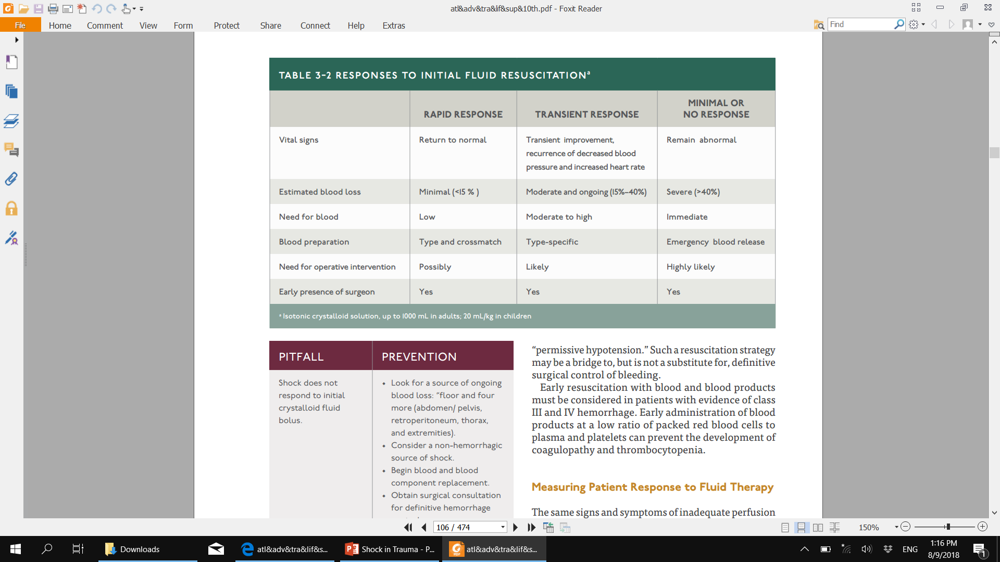 atl&adv&tra&lif&sup&10th.pdf - Foxit Reader
File Home Comment View Form Protect Share Connect Help Extras
Find
TABLE 3-2 RESPONSES TO INITIAL FLUID RESUSCITATIONᵃ
RAPID RESPONSE TRANSIENT RESPONSE MINIMAL OR
NO RESPONSE
Vital signs Return to normal Transient improvement, Remain abnormal
recurrence of decreased blood
pressure and increased heart rate
Estimated blood loss Minimal (<15 % ) Moderate and ongoing (15%–40%) Severe (>40%)
Need for blood Low Moderate to high Immediate
Blood preparation Type and crossmatch Type-specific Emergency blood release
Need for operative intervention Possibly Likely Highly likely
Early presence of surgeon Yes Yes Yes
ᵃ Isotonic crystalloid solution, up to 1000 mL in adults; 20 mL/kg in children
PITFALL PREVENTION
Shock does not
respond to initial
crystalloid fluid
bolus.
• Look for a source of ongoing
blood loss: “floor and four
more (abdomen/ pelvis,
retroperitoneum, thorax,
and extremities).
• Consider a non-hemorrhagic
source of shock.
• Begin blood and blood
component replacement.
• Obtain surgical consultation
for definitive hemorrhage
“permissive hypotension.” Such a resuscitation strategy
may be a bridge to, but is not a substitute for, definitive
surgical control of bleeding.
Early resuscitation with blood and blood products
must be considered in patients with evidence of class
III and IV hemorrhage. Early administration of blood
products at a low ratio of packed red blood cells to
plasma and platelets can prevent the development of
coagulopathy and thrombocytopenia.
Measuring Patient Response to Fluid Therapy
The same signs and symptoms of inadequate perfusion
106 / 474
150%
Downloads
atl&adv&tra&lif&s...
Shock in Trauma - P...
atl&adv&tra&lif&s...
ENG
1:16 PM
8/9/2018
1